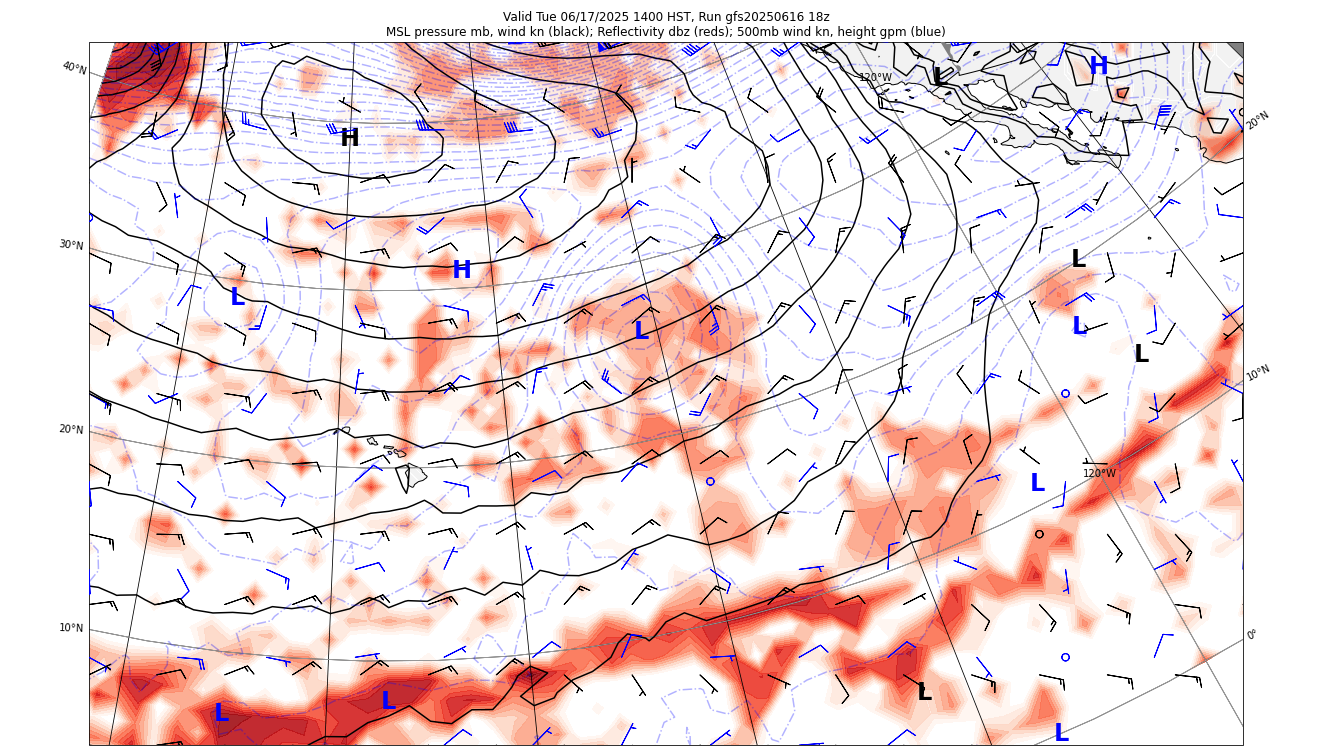 Valid Tue 06/17/2025 1400 HST, Run gfs20250616 18z
MSL pressure mb, wind kn (black); Reflectivity dbz (reds); 500mb wind kn, height gpm (blue)
40°N
120°W
L
H
20°N
H
30°N
L
H
L
L
L
L
10°N
20°N
120°W
L
10°N
0°
L
L
L
L